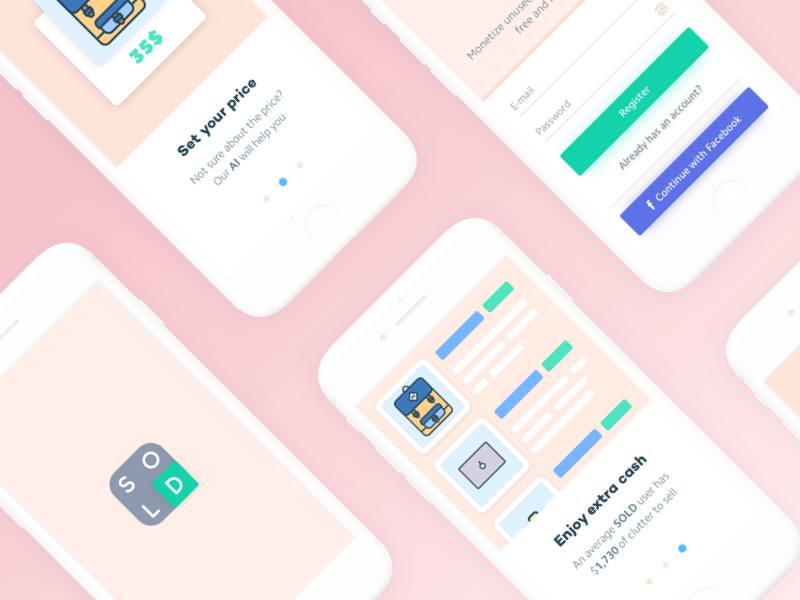 35$
Set your price
Not sure about the price?
Our AI will help you
Monetize unused
free and
E-mail
Password
Register
Already has an account?
f Continue with Facebook
S O
L D
Enjoy extra cash
An average SOLD user has
$1,730 of clutter to sell